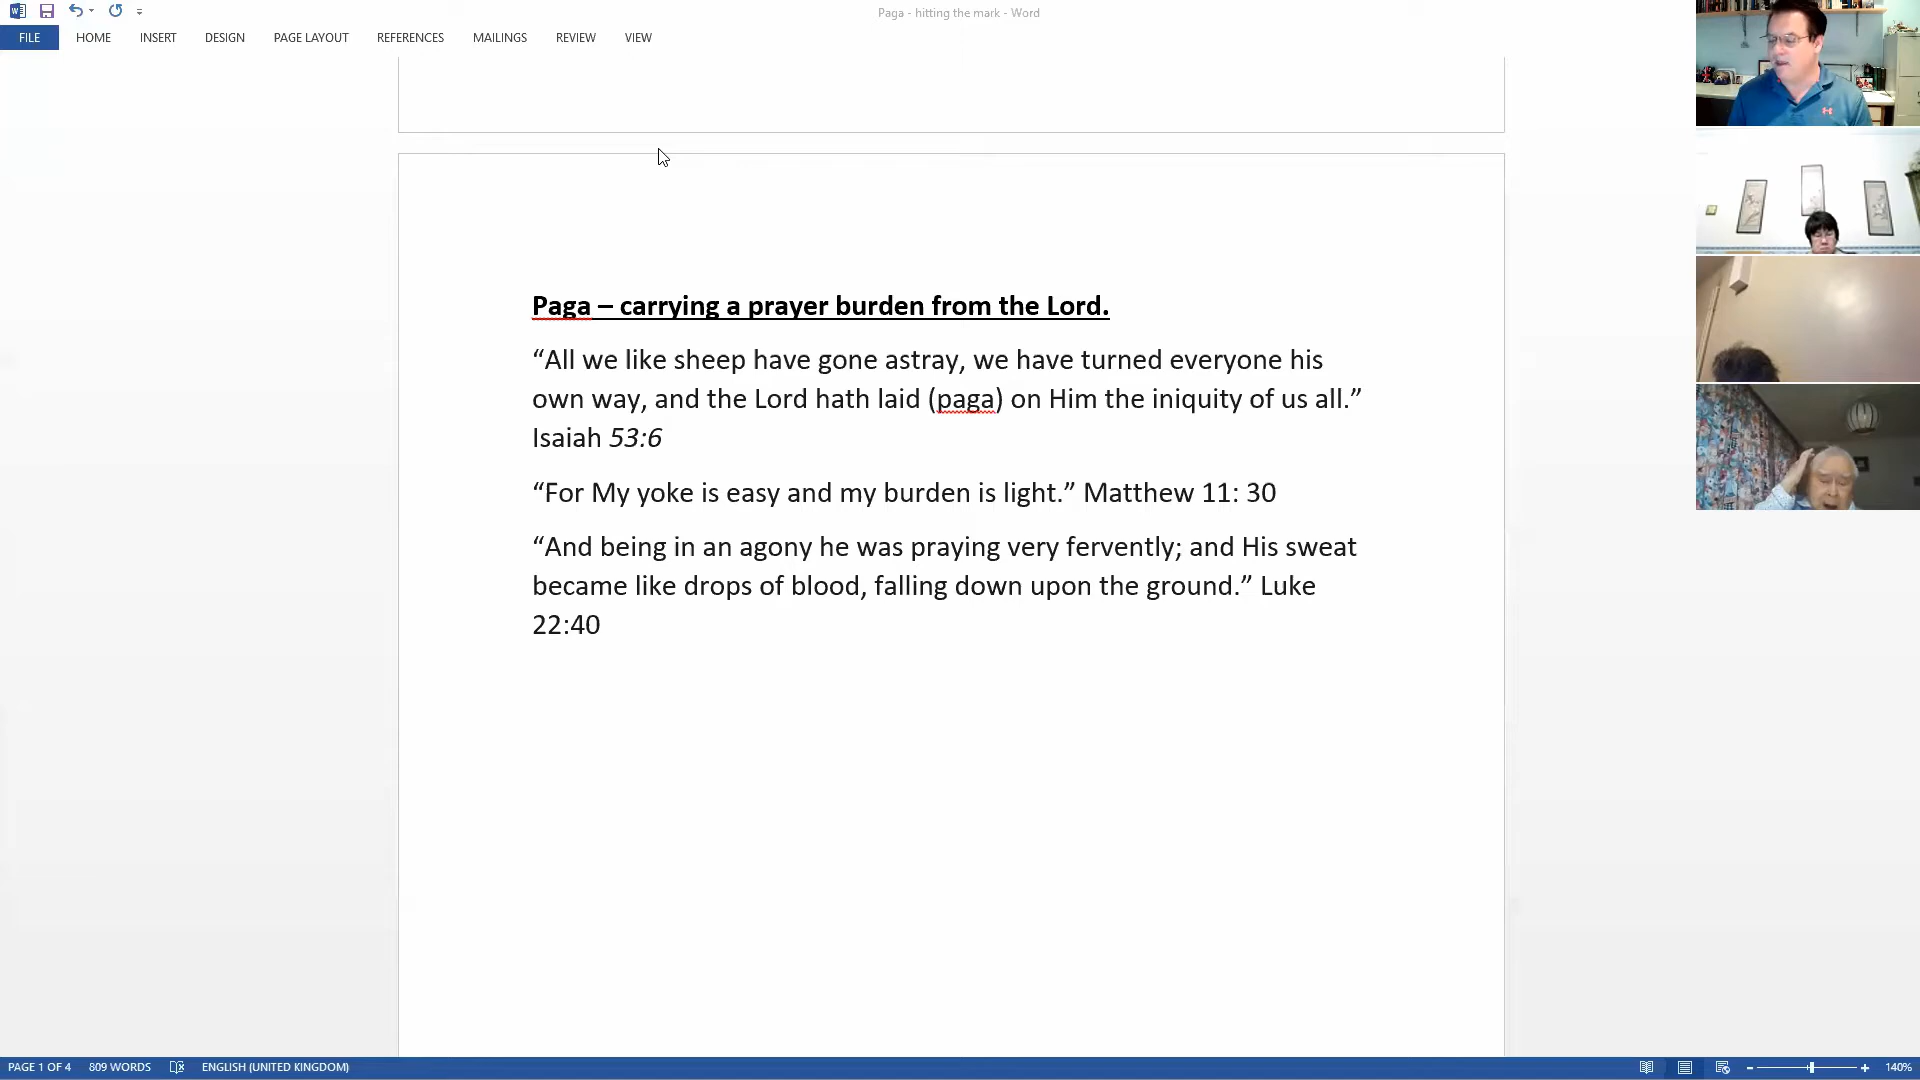 Paga - hitting the mark - Word
FILE HOME INSERT DESIGN PAGE LAYOUT REFERENCES MAILINGS REVIEW VIEW
Paga – carrying a prayer burden from the Lord.
“All we like sheep have gone astray, we have turned everyone his
own way, and the Lord hath laid (paga) on Him the iniquity of us all.”
Isaiah 53:6
“For My yoke is easy and my burden is light.” Matthew 11: 30
“And being in an agony he was praying very fervently; and His sweat
became like drops of blood, falling down upon the ground.” Luke
22:40
PAGE 1 OF 4 809 WORDS ENGLISH (UNITED KINGDOM) 140%